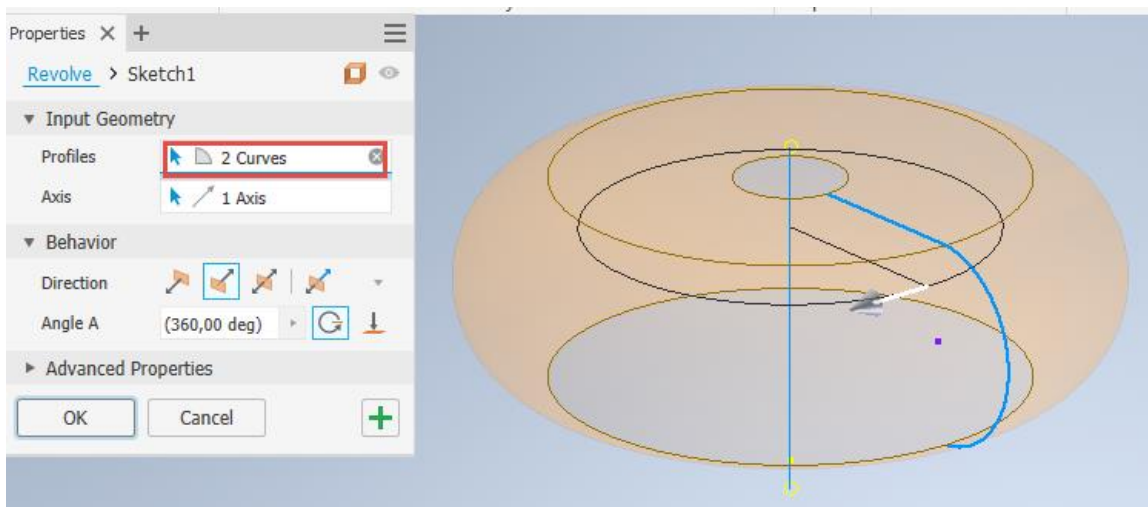 Properties
Revolve > Sketch1
Input Geometry
Profiles 2 Curves
Axis 1 Axis
Behavior
Direction
Angle A (360,00 deg)
Advanced Properties
OK Cancel